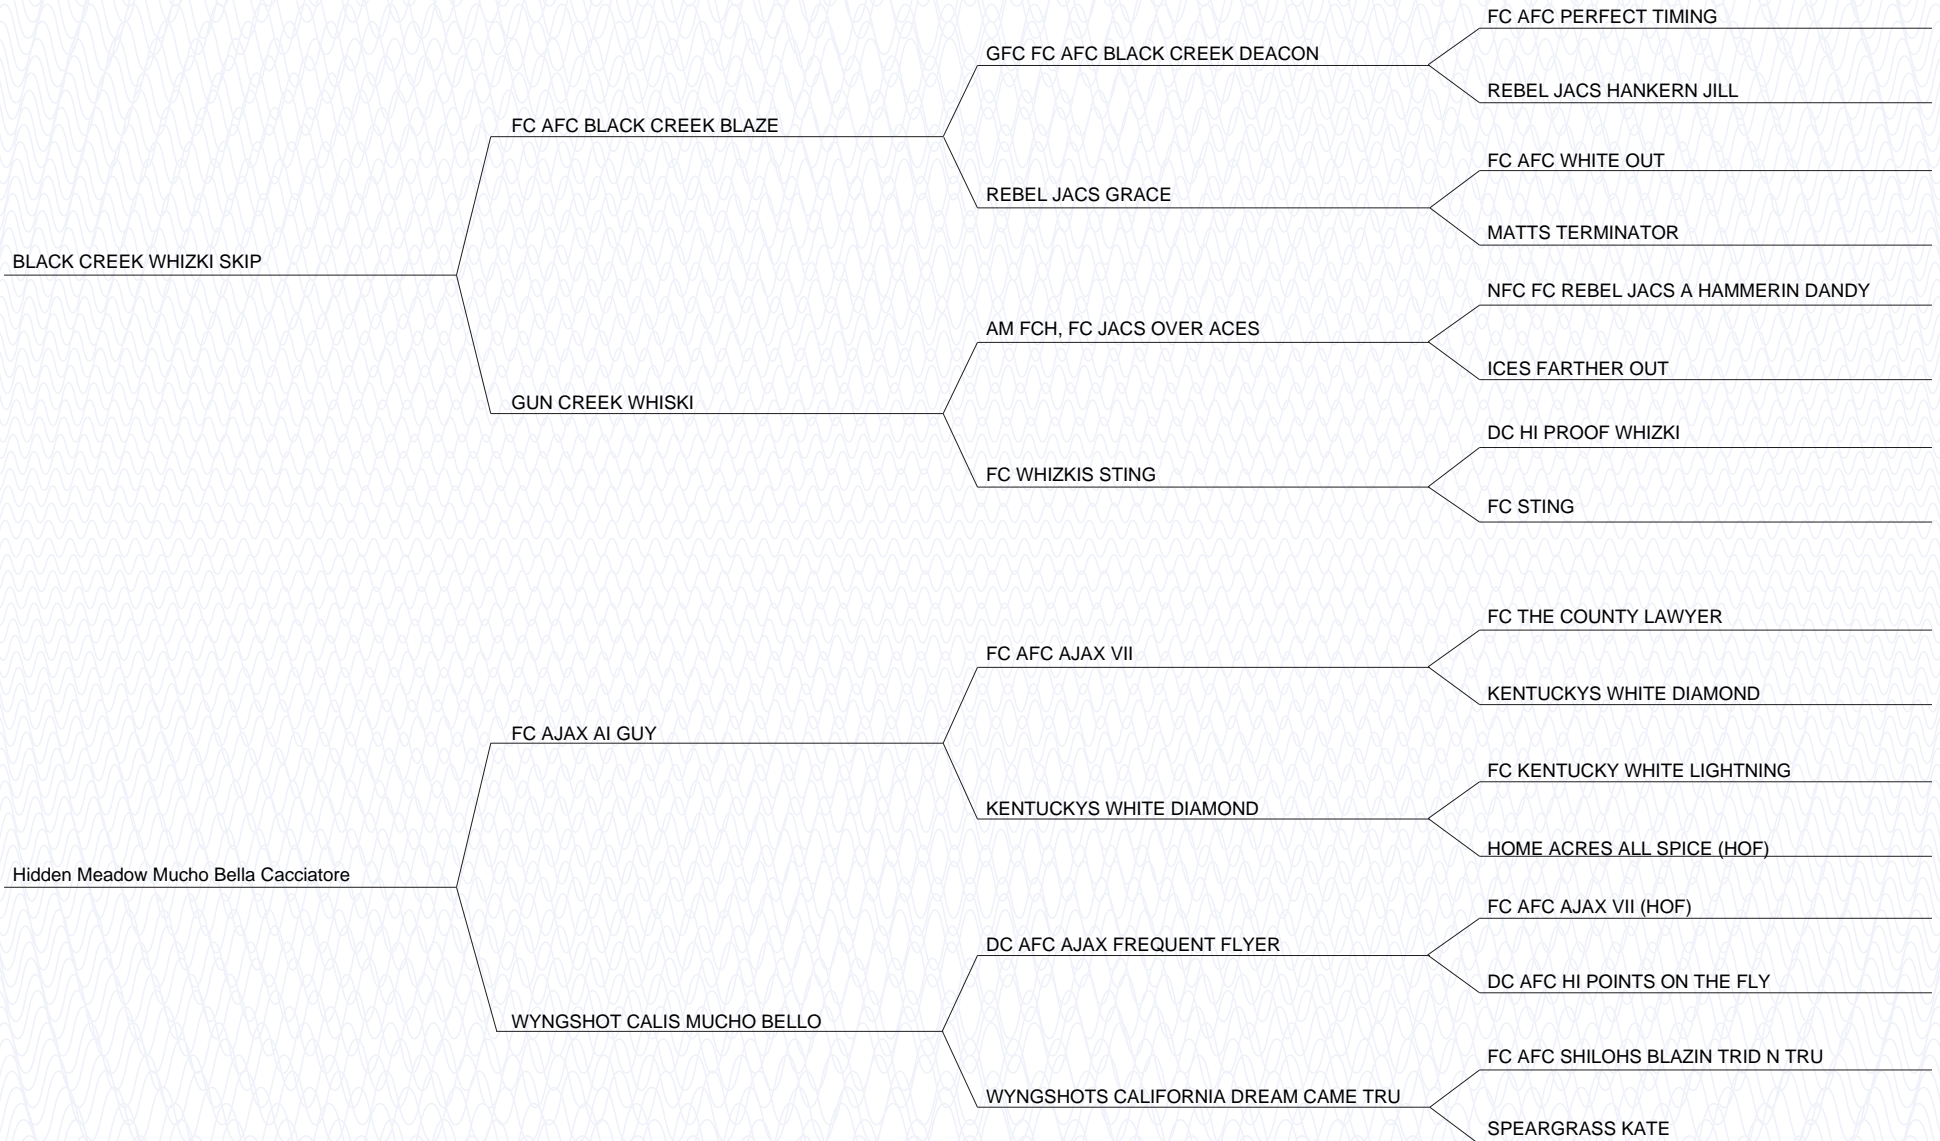 FC AFC PERFECT TIMING
GFC FC AFC BLACK CREEK DEACON
REBEL JACS HANKERN JILL
FC AFC BLACK CREEK BLAZE
FC AFC WHITE OUT
REBEL JACS GRACE
MATTS TERMINATOR
BLACK CREEK WHIZKI SKIP
NFC FC REBEL JACS A HAMMERIN DANDY
AM FCH, FC JACS OVER ACES
ICES FARTHER OUT
GUN CREEK WHISKI
DC HI PROOF WHIZKI
FC WHIZKIS STING
FC STING
FC THE COUNTY LAWYER
FC AFC AJAX VII
KENTUCKYS WHITE DIAMOND
FC AJAX AI GUY
FC KENTUCKY WHITE LIGHTNING
KENTUCKYS WHITE DIAMOND
HOME ACRES ALL SPICE (HOF)
Hidden Meadow Mucho Bella Cacciatore
FC AFC AJAX VII (HOF)
DC AFC AJAX FREQUENT FLYER
DC AFC HI POINTS ON THE FLY
WYNGSHOT CALIS MUCHO BELLO
FC AFC SHILOHS BLAZIN TRID N TRU
WYNGSHOTS CALIFORNIA DREAM CAME TRU
SPEARGRASS KATE